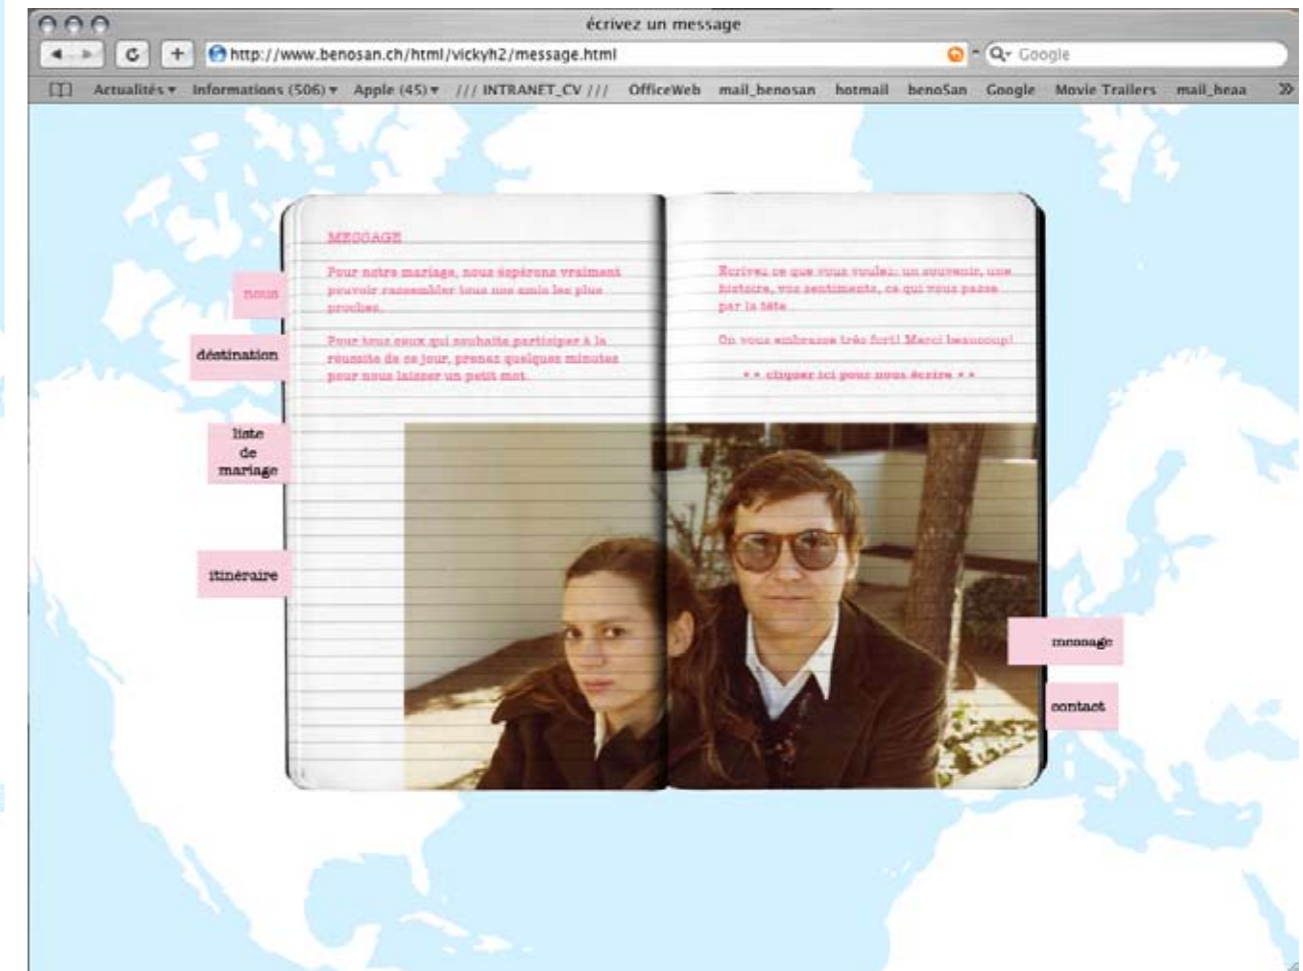 écrivez un message
http://www.benosan.ch/html/vickyh2/message.html
Google
Actualités Informations (506) Apple (45) /// INTRANET_CV /// OfficeWeb mail_benosan hotmail benoSan Google Movie Trailers mail_heaa
MESSAGE
Pour notre mariage, nous éspérons vraiment
pouvoir rassembler tous nos amis les plus
proches.
Pour tous ceux qui souhaite participer à la
réussite de ce jour, prenez quelques minutes
pour nous laisser un petit mot.
Ecrivez ce que vous voulez: un souvenir, une
histoire, vos sentiments, ce qui vous passe
par la tête
On vous embrasse très fort! Merci beaucoup!
** cliquer ici pour nous écrire **
nous
déstination
liste
de
mariage
itinéraire
message
contact